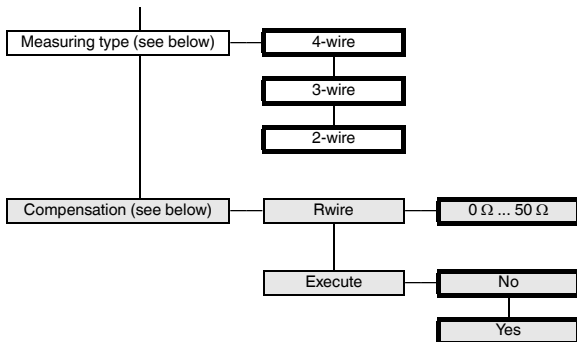 Measuring type (see below)
4-wire
3-wire
2-wire
Compensation (see below)
Rwire
0 Ω ... 50 Ω
Execute
No
Yes